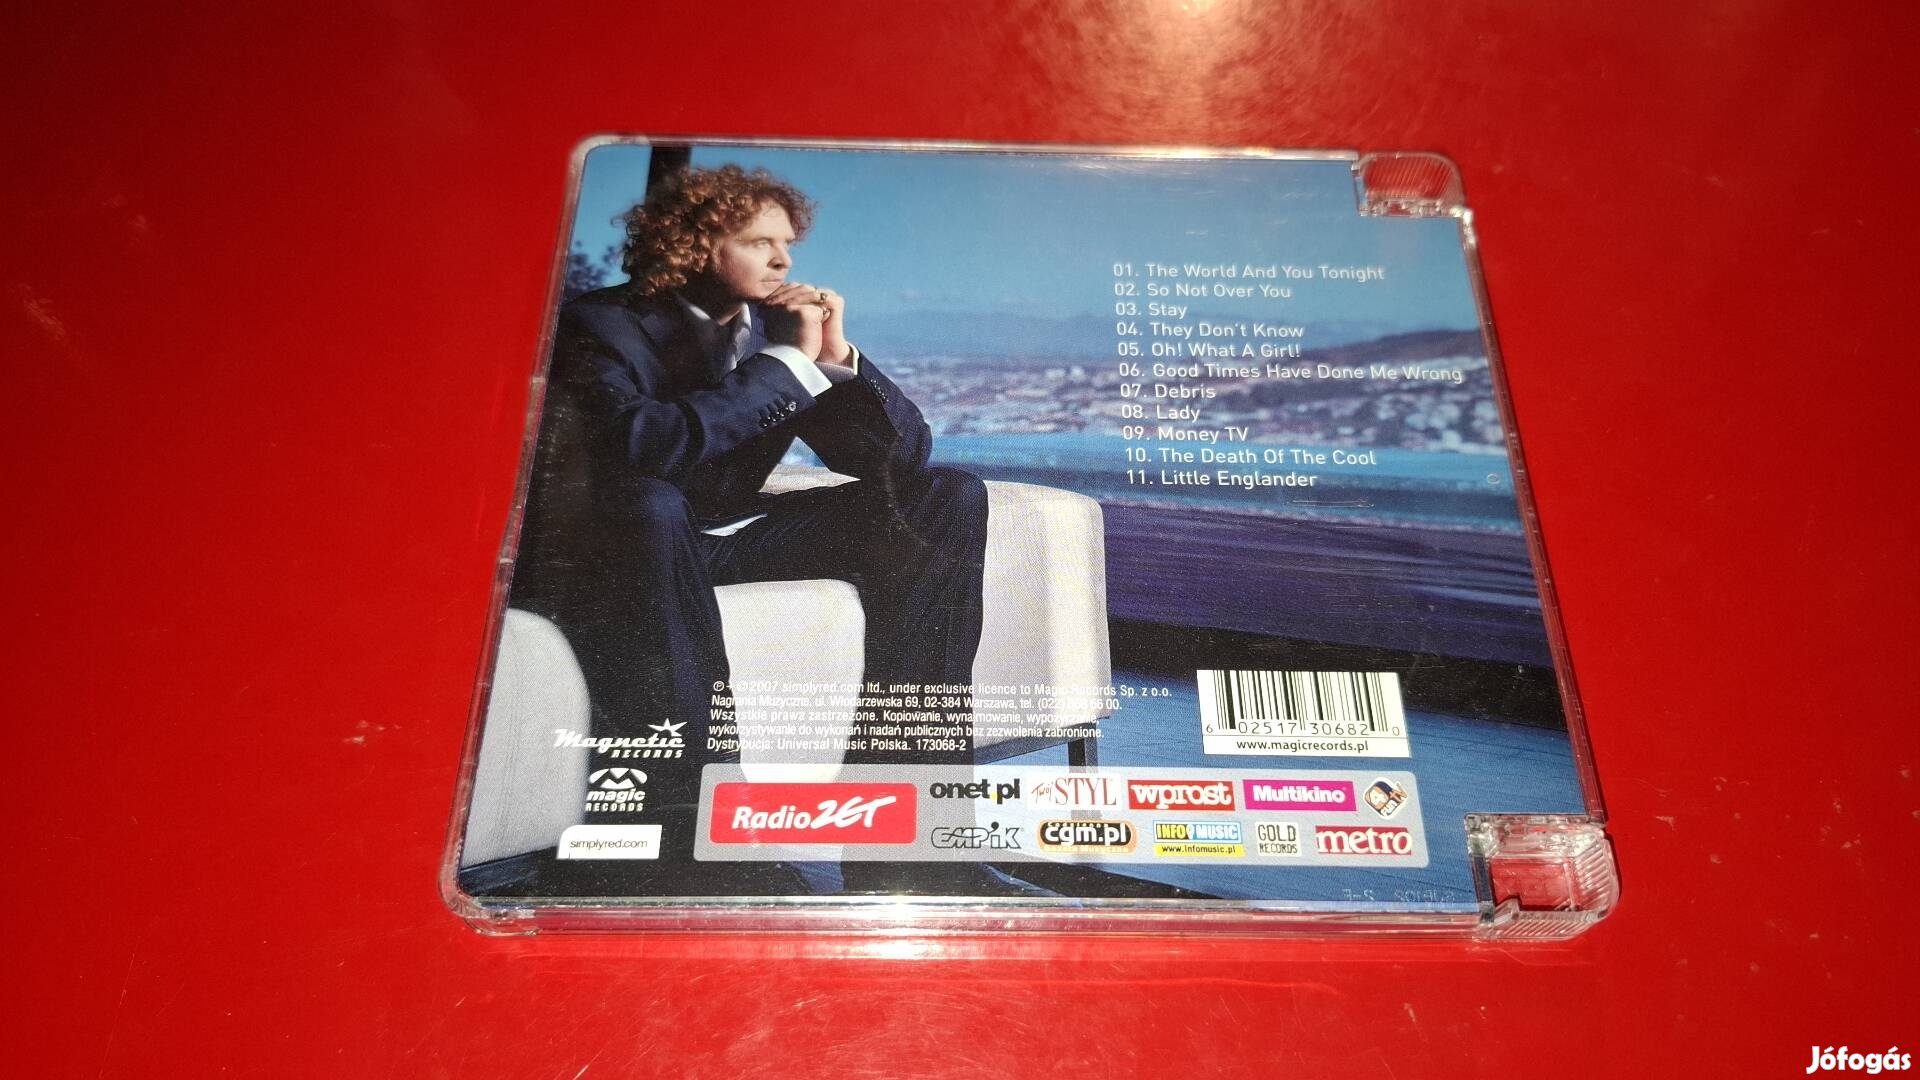 01. The World And You Tonight
02. So Not Over You
03. Stay
04. They Don't Know
05. Oh! What A Girl!
06. Good Times Have Done Me Wrong
07. Debris
08. Lady
09. Money TV
10. The Death Of The Cool
11. Little Englander
℗ + © 2007 simplyred.com ltd., under exclusive licence to Magic Records Sp. z o.o.
Nagrania Muzyczne, ul. Włodarzewska 69, 02-384 Warszawa, tel. (022) 66 00.
Wszystkie prawa zastrzeżone. Kopiowanie, wynajmowanie, wypożyczanie,
wykorzystywanie do wykonań i nadań publicznych bez zezwolenia zabronione.
Dystrybucja: Universal Music Polska. 173068-2
6 02517 30682 0
www.magicrecords.pl
Magnetic
RECORDS
magic
RECORDS
simplyred.com
Radio ZET
onet.pl
Twój STYL
wprost
Multikino
EMPiK
cgm.pl
INFO MUSIC
www.infomusic.pl
GOLD
RECORDS
metro
Jófogás